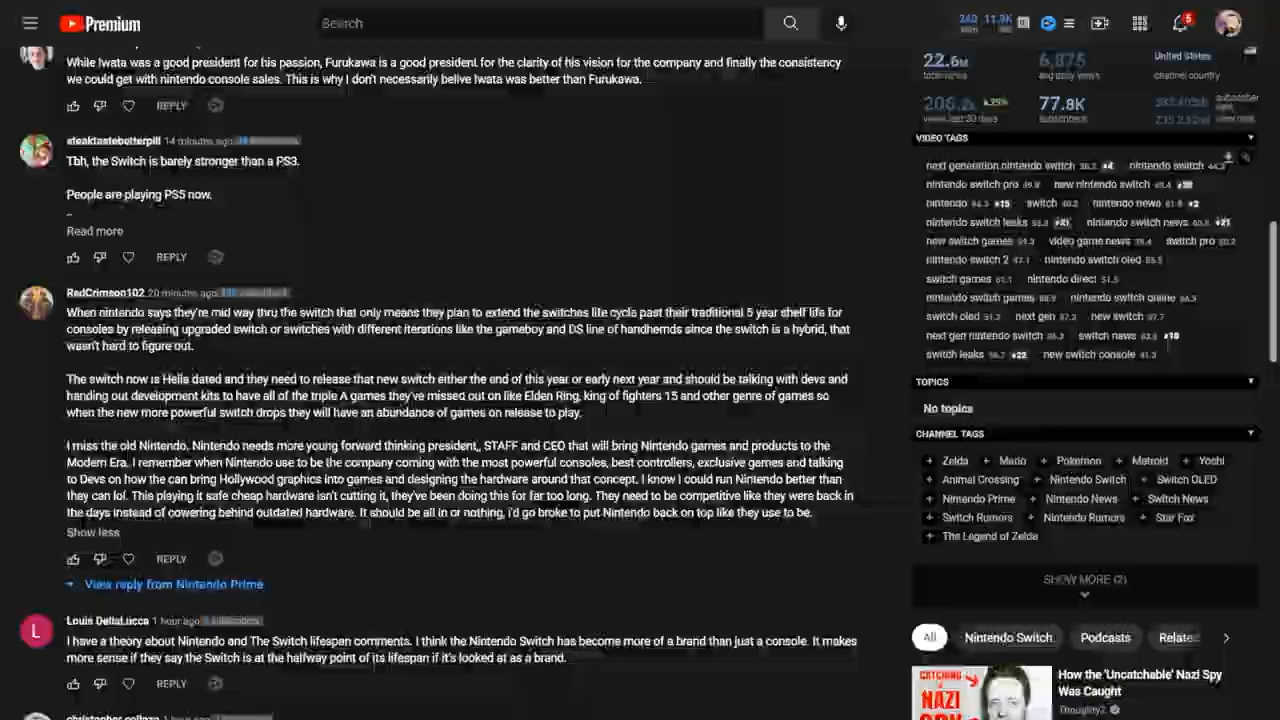 Premium
Search
240 11.9K
5
While Iwata was a good president for his passion, Furukawa is a good president for the clarity of his vision for the company and finally the consistency
we could get with nintendo console sales. This is why I don't necessarily belive Iwata was better than Furukawa.
REPLY
steaktastebetterpill 14 minutes ago
Tbh, the Switch is barely stronger than a PS3.
People are playing PS5 now.
Read more
REPLY
RedCrimson102 20 minutes ago
When nintendo says they're mid way thru the switch that only means they plan to extend the switches life cycle past their traditional 5 year shelf life for
consoles by releasing upgraded switch or switches with different iterations like the gameboy and DS line of handhelds since the switch is a hybrid, that
wasn't hard to figure out.
The switch now is Hella dated and they need to release that new switch either the end of this year or early next year and should be talking with devs and
handing out development kits to have all of the triple A games they've missed out on like Elden Ring, king of fighters 15 and other genre of games so
when the new more powerful switch drops they will have an abundance of games on release to play.
I miss the old Nintendo. Nintendo needs more young forward thinking president,, STAFF and CEO that will bring Nintendo games and products to the
Modern Era. I remember when Nintendo use to be the company coming with the most powerful consoles, best controllers, exclusive games and talking
to Devs on how the can bring Hollywood graphics into games and designing the hardware around that concept. I know I could run Nintendo better than
they can lol. This playing it safe cheap hardware isn't cutting it, they've been doing this for far too long. They need to be competitive like they were back in
the days instead of cowering behind outdated hardware. It should be all in or nothing, i'd go broke to put Nintendo back on top like they use to be.
Show less
REPLY
View reply from Nintendo Prime
L
Louis DellaLucca 1 hour ago
I have a theory about Nintendo and The Switch lifespan comments. I think the Nintendo Switch has become more of a brand than just a console. It makes
more sense if they say the Switch is at the halfway point of its lifespan if it's looked at as a brand.
REPLY
22.6M 6,875 United States
total views avg daily views channel country
77.8K
views last 30 days subscribers
VIDEO TAGS
next generation nintendo switch #4 nintendo switch
nintendo switch pro new nintendo switch
nintendo #15 switch nintendo news #2
nintendo switch leaks nintendo switch news #21
new switch games video game news switch pro
nintendo switch 2 nintendo switch oled
switch games nintendo direct
nintendo switch games nintendo switch online
switch oled next gen new switch
next gen nintendo switch switch news
switch leaks #22 new switch console
TOPICS
No topics
CHANNEL TAGS
+ Zelda + Mario + Pokemon + Metroid + Yoshi
+ Animal Crossing + Nintendo Switch + Switch OLED
+ Nintendo Prime + Nintendo News + Switch News
+ Switch Rumors + Nintendo Rumors + Star Fox
+ The Legend of Zelda
SHOW MORE (2)
All Nintendo Switch Podcasts Relate
CATCHING A NAZI SPY
How the 'Uncatchable' Nazi Spy
Was Caught
Thoughty2